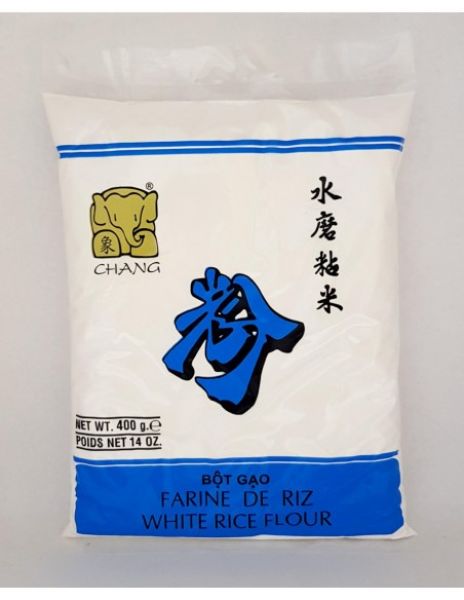 ®
象
CHANG
水磨粘米
粉
NET WT. 400 g.℮
POIDS NET 14 OZ.
BỘT GẠO
FARINE DE RIZ
WHITE RICE FLOUR